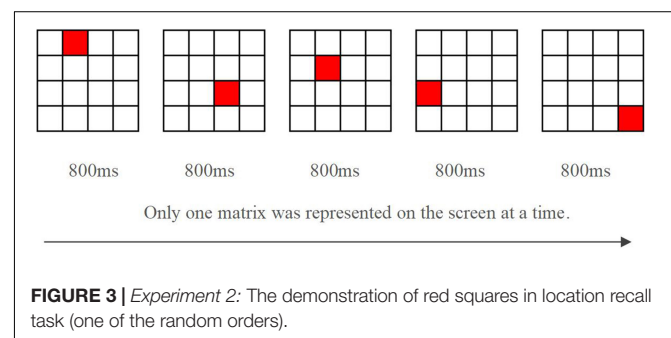 800ms 800ms 800ms 800ms 800ms
Only one matrix was represented on the screen at a time.
FIGURE 3 | Experiment 2: The demonstration of red squares in location recall
task (one of the random orders).